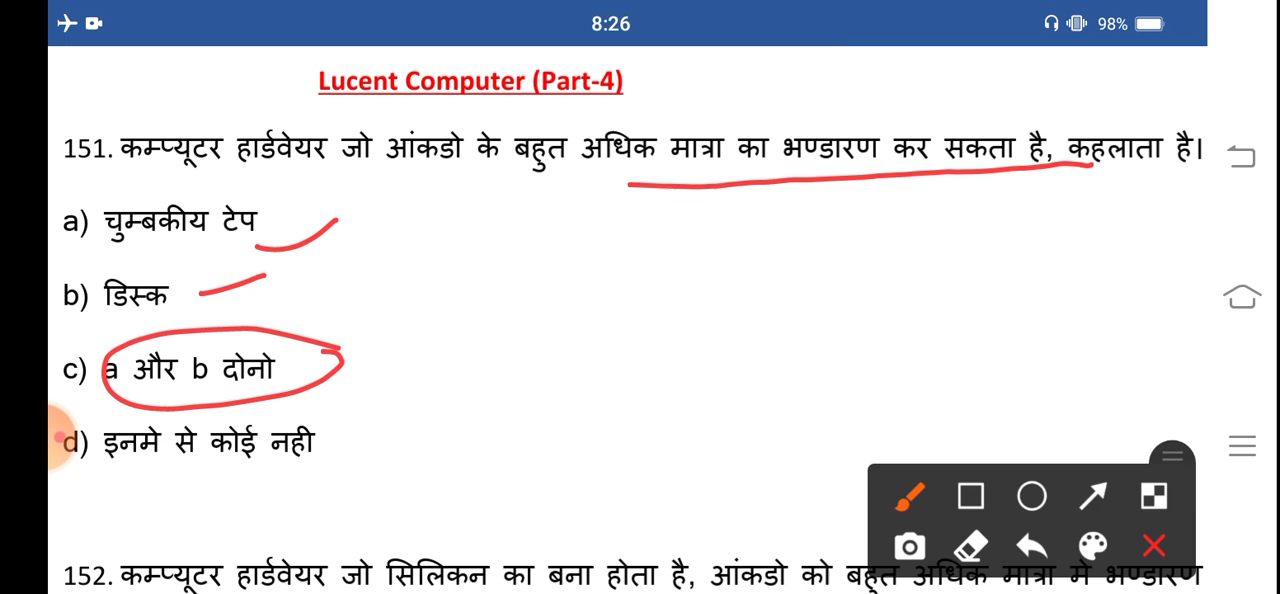 8:26
98%
Lucent Computer (Part-4)
151. कम्प्यूटर हार्डवेयर जो आंकडो के बहुत अधिक मात्रा का भण्डारण कर सकता है, कहलाता है।
a) चुम्बकीय टेप
b) डिस्क
c) a और b दोनो
d) इनमे से कोई नही
152. कम्प्यूटर हार्डवेयर जो सिलिकन का बना होता है, आंकडो को बहुत अधिक मात्रा मे भण्डारण